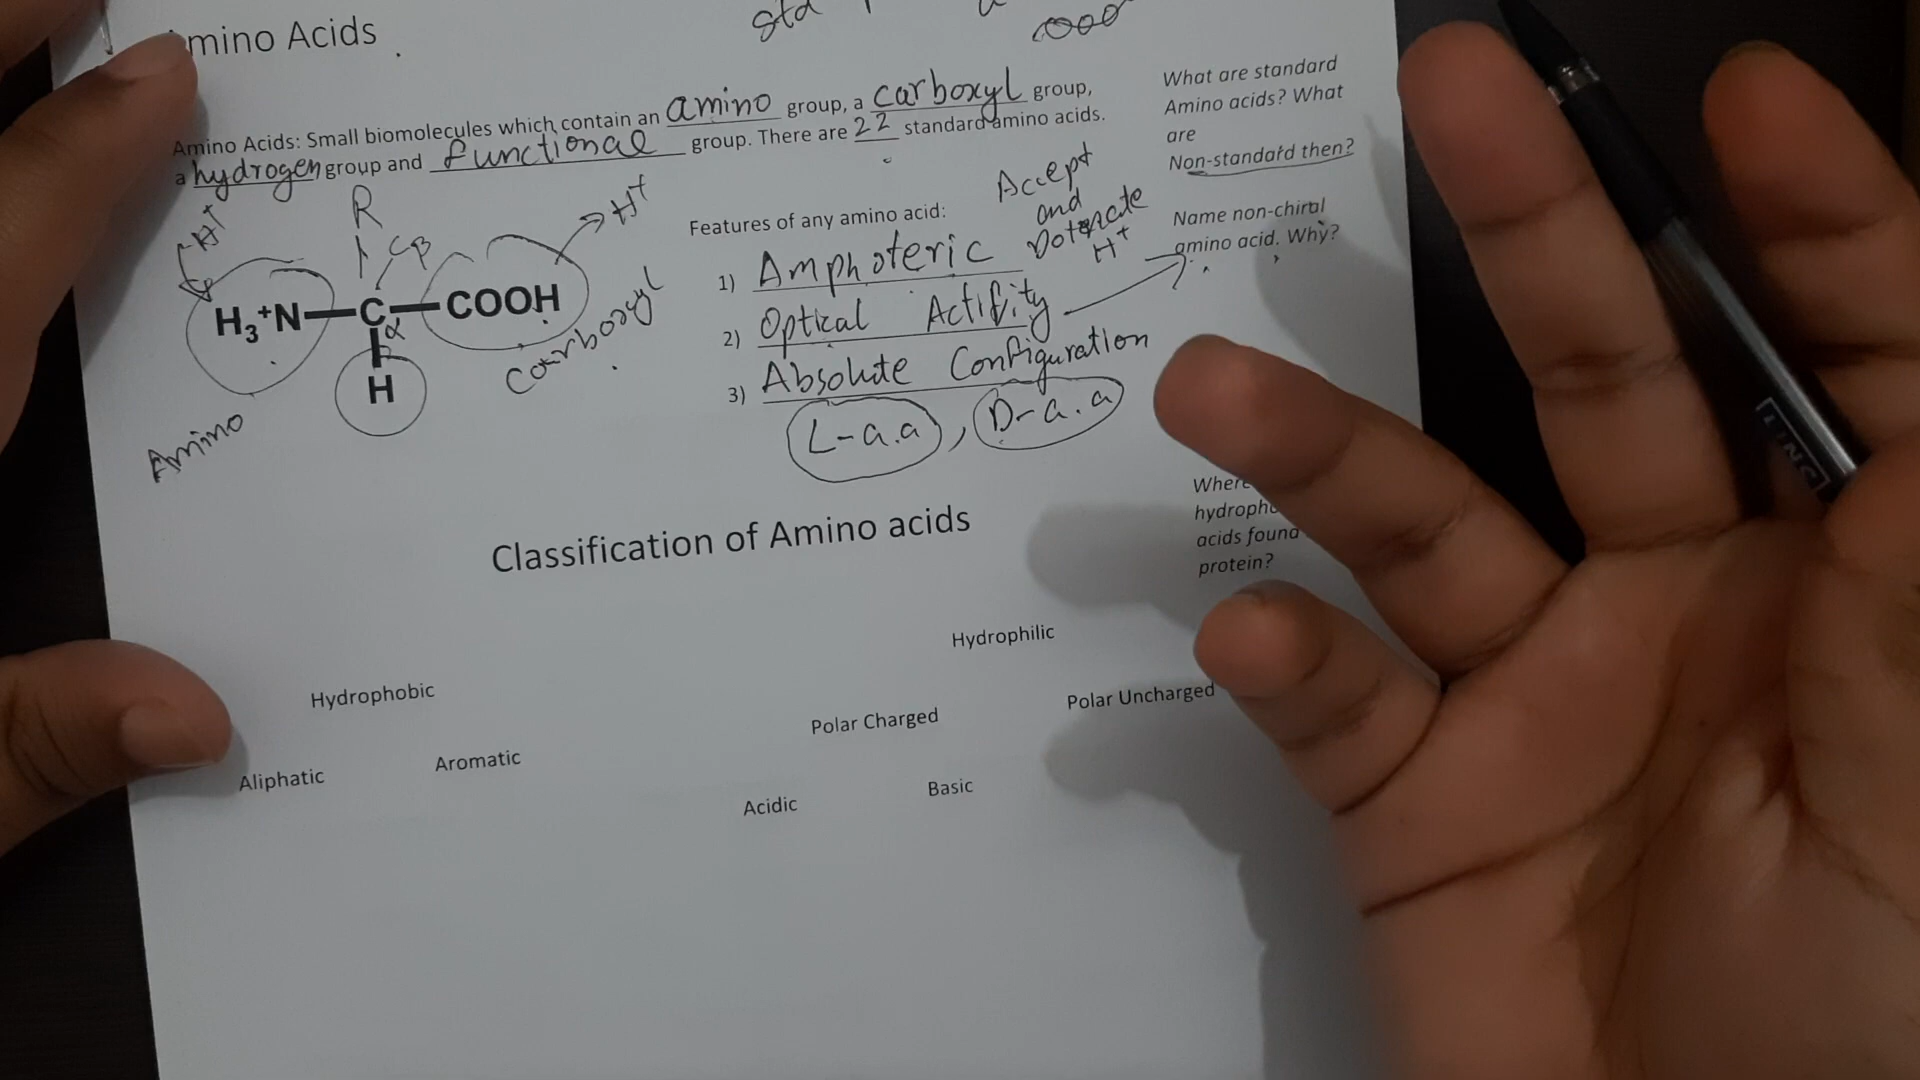 std
mino Acids
Amino Acids: Small biomolecules which contain an amino group, a carboxyl group,
a hydrogen group and functional group. There are 22 standard amino acids.
What are standard
Amino acids? What
are
Non-standard then?
H+
R
Cβ
H+
H3+N—C—COOH
α
H
Amino
Carboxyl
Features of any amino acid:
1) Amphoteric
Accept
and
Donate
H+
2) Optical Actifity
3) Absolute Configuration
L-a.a, D-a.a
Name non-chiral
amino acid. Why?
Where
hydropho
acids found
protein?
Classification of Amino acids
Hydrophobic
Hydrophilic
Aliphatic
Aromatic
Polar Charged
Polar Uncharged
Acidic
Basic
LINC